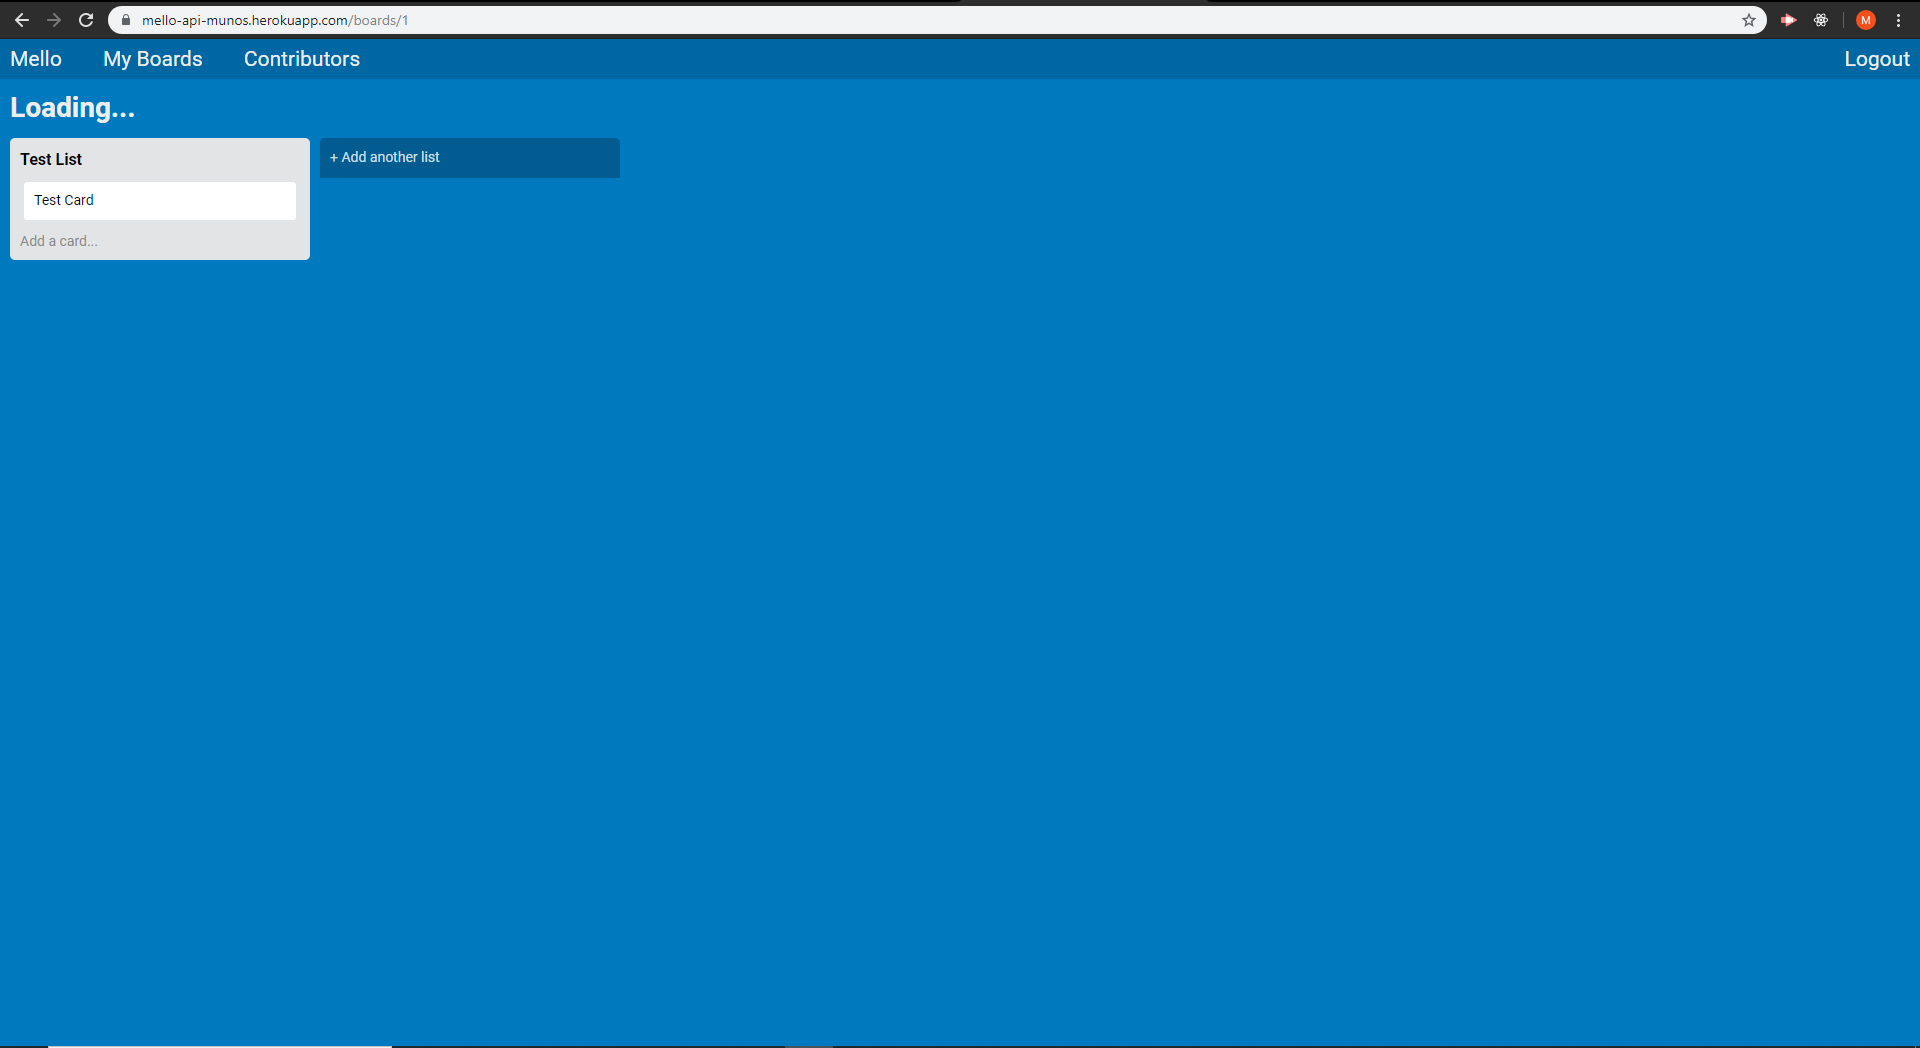 mello-api-munos.herokuapp.com/boards/1
M
Mello My Boards Contributors Logout
Loading...
Test List
+ Add another list
Test Card
Add a card...